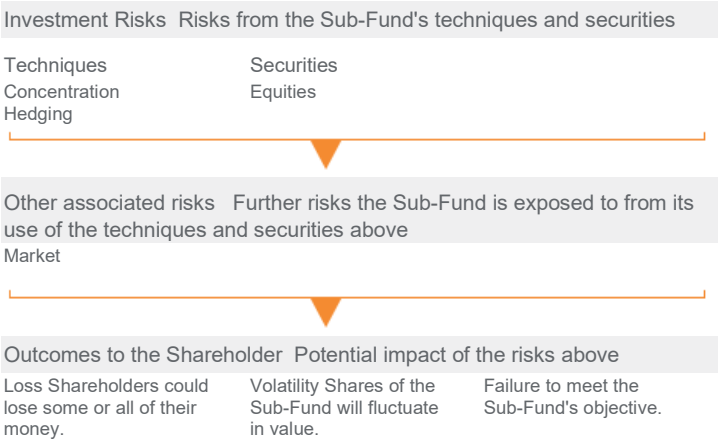 Investment Risks Risks from the Sub-Fund's techniques and securities
Techniques Securities
Concentration Equities
Hedging
Other associated risks Further risks the Sub-Fund is exposed to from its
use of the techniques and securities above
Market
Outcomes to the Shareholder Potential impact of the risks above
Loss Shareholders could
lose some or all of their
money.
Volatility Shares of the
Sub-Fund will fluctuate
in value.
Failure to meet the
Sub-Fund's objective.